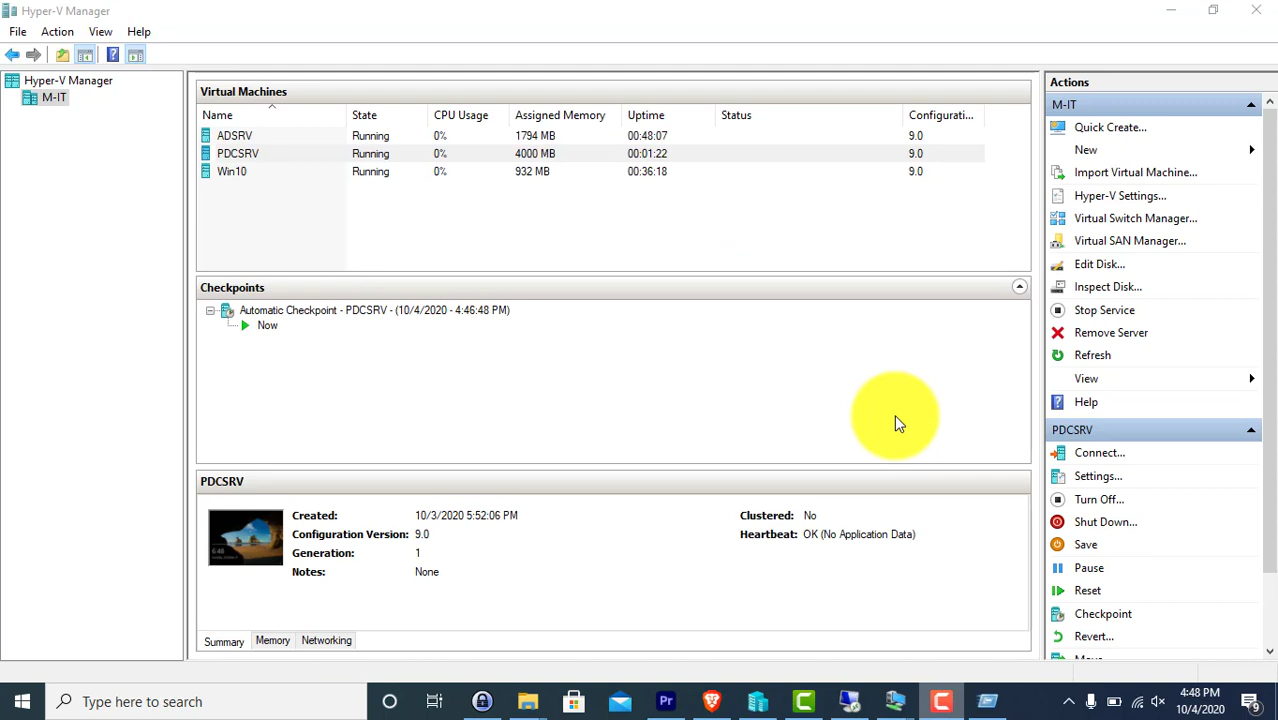 Hyper-V Manager
File Action View Help
Hyper-V Manager
M-IT
Virtual Machines
Name State CPU Usage Assigned Memory Uptime Status Configurati...
ADSRV Running 0% 1794 MB 00:48:07 9.0
PDCSRV Running 0% 4000 MB 00:01:22 9.0
Win10 Running 0% 932 MB 00:36:18 9.0
Checkpoints
Automatic Checkpoint - PDCSRV - (10/4/2020 - 4:46:48 PM)
Now
PDCSRV
Created: 10/3/2020 5:52:06 PM Clustered: No
Configuration Version: 9.0 Heartbeat: OK (No Application Data)
Generation: 1
Notes: None
6:48
Summary Memory Networking
Actions
M-IT
Quick Create...
New
Import Virtual Machine...
Hyper-V Settings...
Virtual Switch Manager...
Virtual SAN Manager...
Edit Disk...
Inspect Disk...
Stop Service
Remove Server
Refresh
View
Help
PDCSRV
Connect...
Settings...
Turn Off...
Shut Down...
Save
Pause
Reset
Checkpoint
Revert...
Type here to search
Pr
4:48 PM
10/4/2020
9